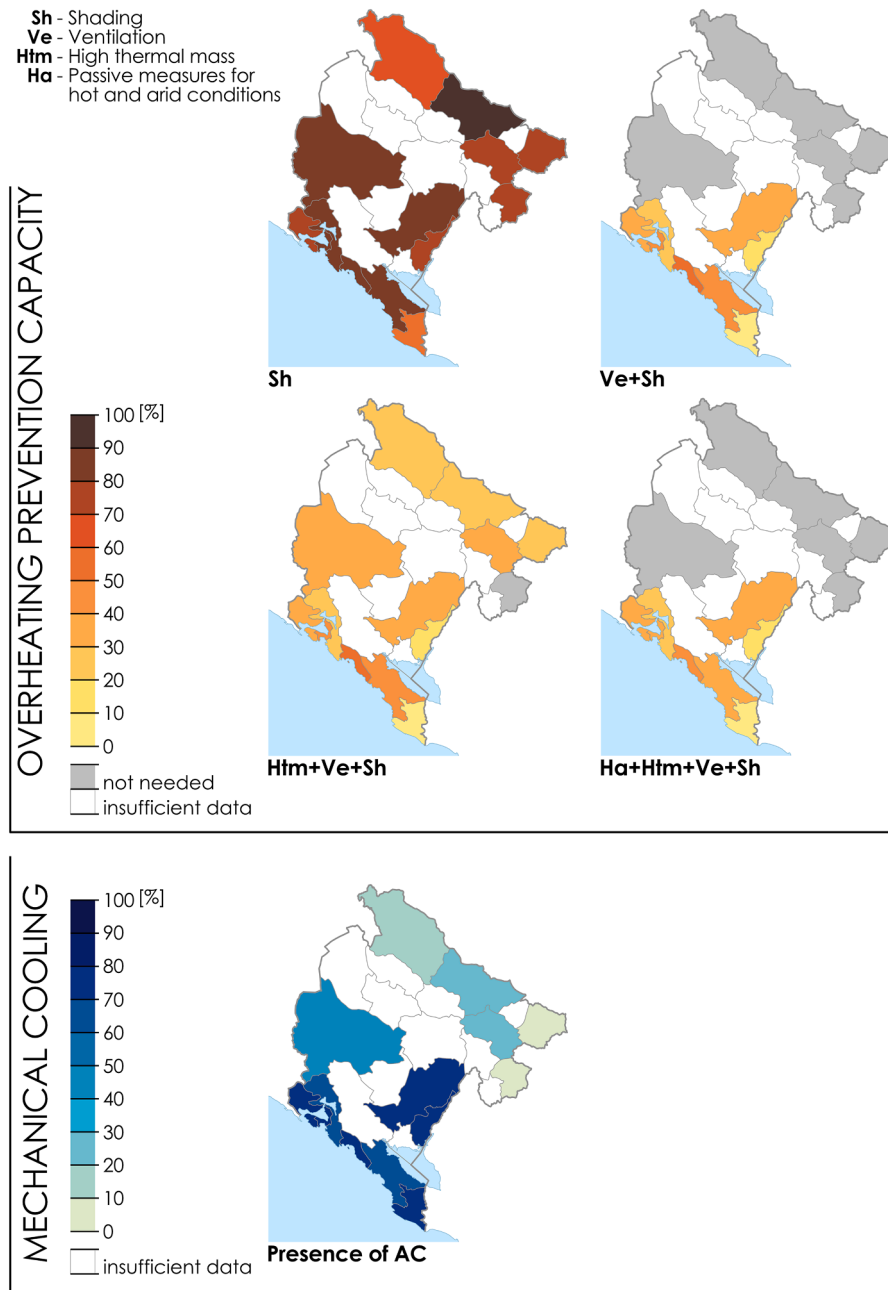 Sh - Shading
Ve - Ventilation
Htm - High thermal mass
Ha - Passive measures for
hot and arid conditions
OVERHEATING PREVENTION CAPACITY
Sh
Ve+Sh
100 [%]
90
80
70
60
50
40
30
20
10
0
not needed
insufficient data
Htm+Ve+Sh
Ha+Htm+Ve+Sh
MECHANICAL COOLING
100 [%]
90
80
70
60
50
40
30
20
10
0
insufficient data
Presence of AC